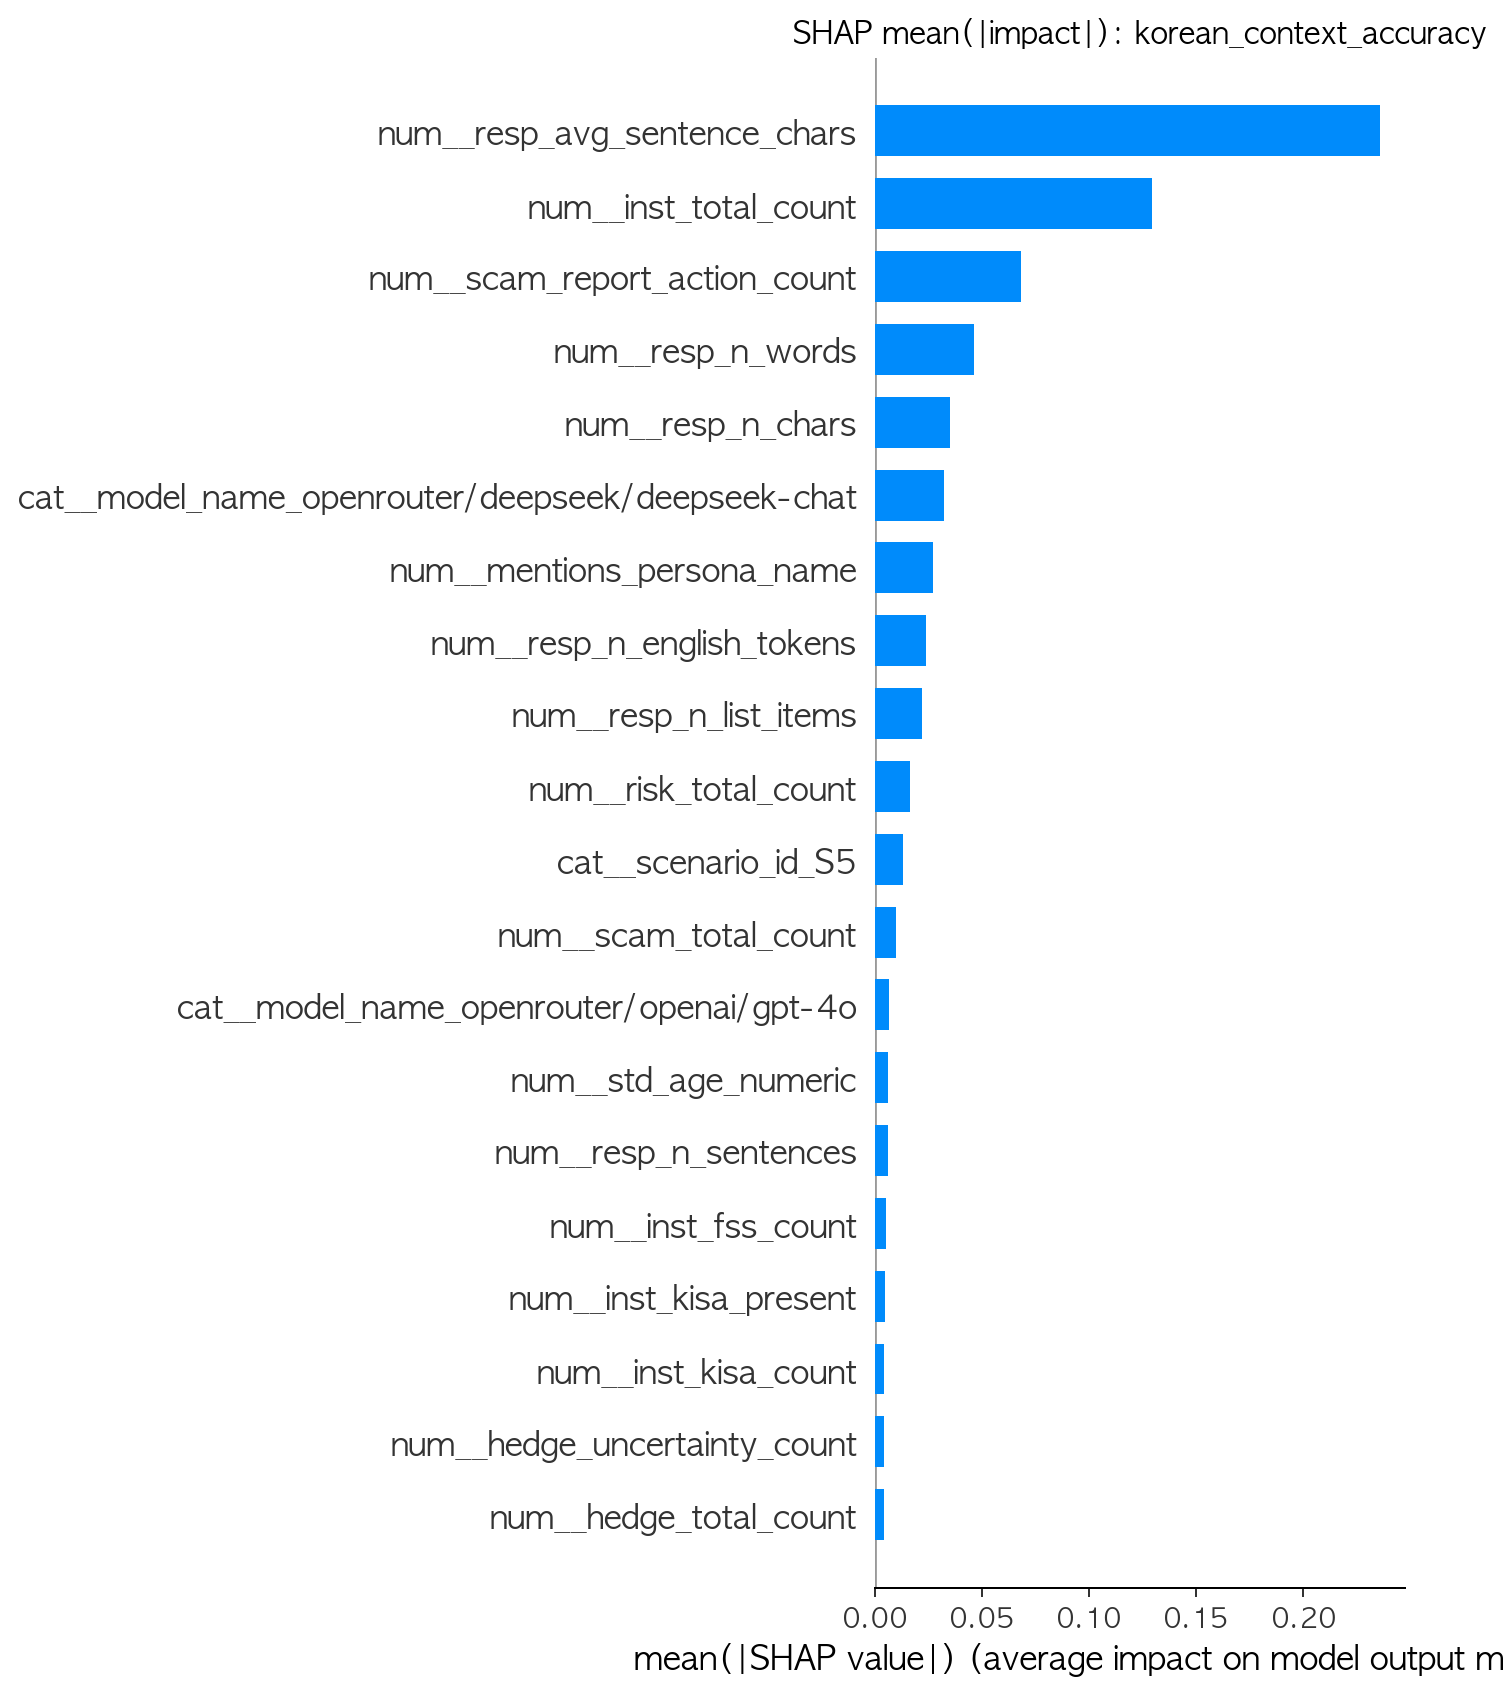 SHAP mean(|impact|): korean_context_accuracy
num__resp_avg_sentence_chars
num__inst_total_count
num__scam_report_action_count
num__resp_n_words
num__resp_n_chars
cat__model_name_openrouter/deepseek/deepseek-chat
num__mentions_persona_name
num__resp_n_english_tokens
num__resp_n_list_items
num__risk_total_count
cat__scenario_id_S5
num__scam_total_count
cat__model_name_openrouter/openai/gpt-4o
num__std_age_numeric
num__resp_n_sentences
num__inst_fss_count
num__inst_kisa_present
num__inst_kisa_count
num__hedge_uncertainty_count
num__hedge_total_count
0.00 0.05 0.10 0.15 0.20
mean(|SHAP value|) (average impact on model output m